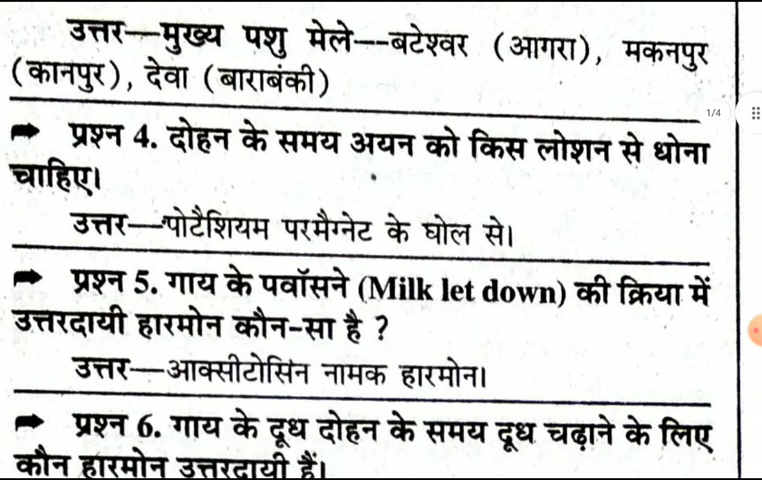 उत्तर—मुख्य पशु मेले—बटेश्वर (आगरा), मकनपुर
(कानपुर), देवा (बाराबंकी)
1/4
➡ प्रश्न 4. दोहन के समय अयन को किस लोशन से धोना
चाहिए।
उत्तर—पोटैशियम परमैग्नेट के घोल से।
➡ प्रश्न 5. गाय के पवॉसने (Milk let down) की क्रिया में
उत्तरदायी हारमोन कौन-सा है ?
उत्तर—आक्सीटोसिन नामक हारमोन।
➡ प्रश्न 6. गाय के दूध दोहन के समय दूध चढ़ाने के लिए
कौन हारमोन उत्तरदायी हैं।